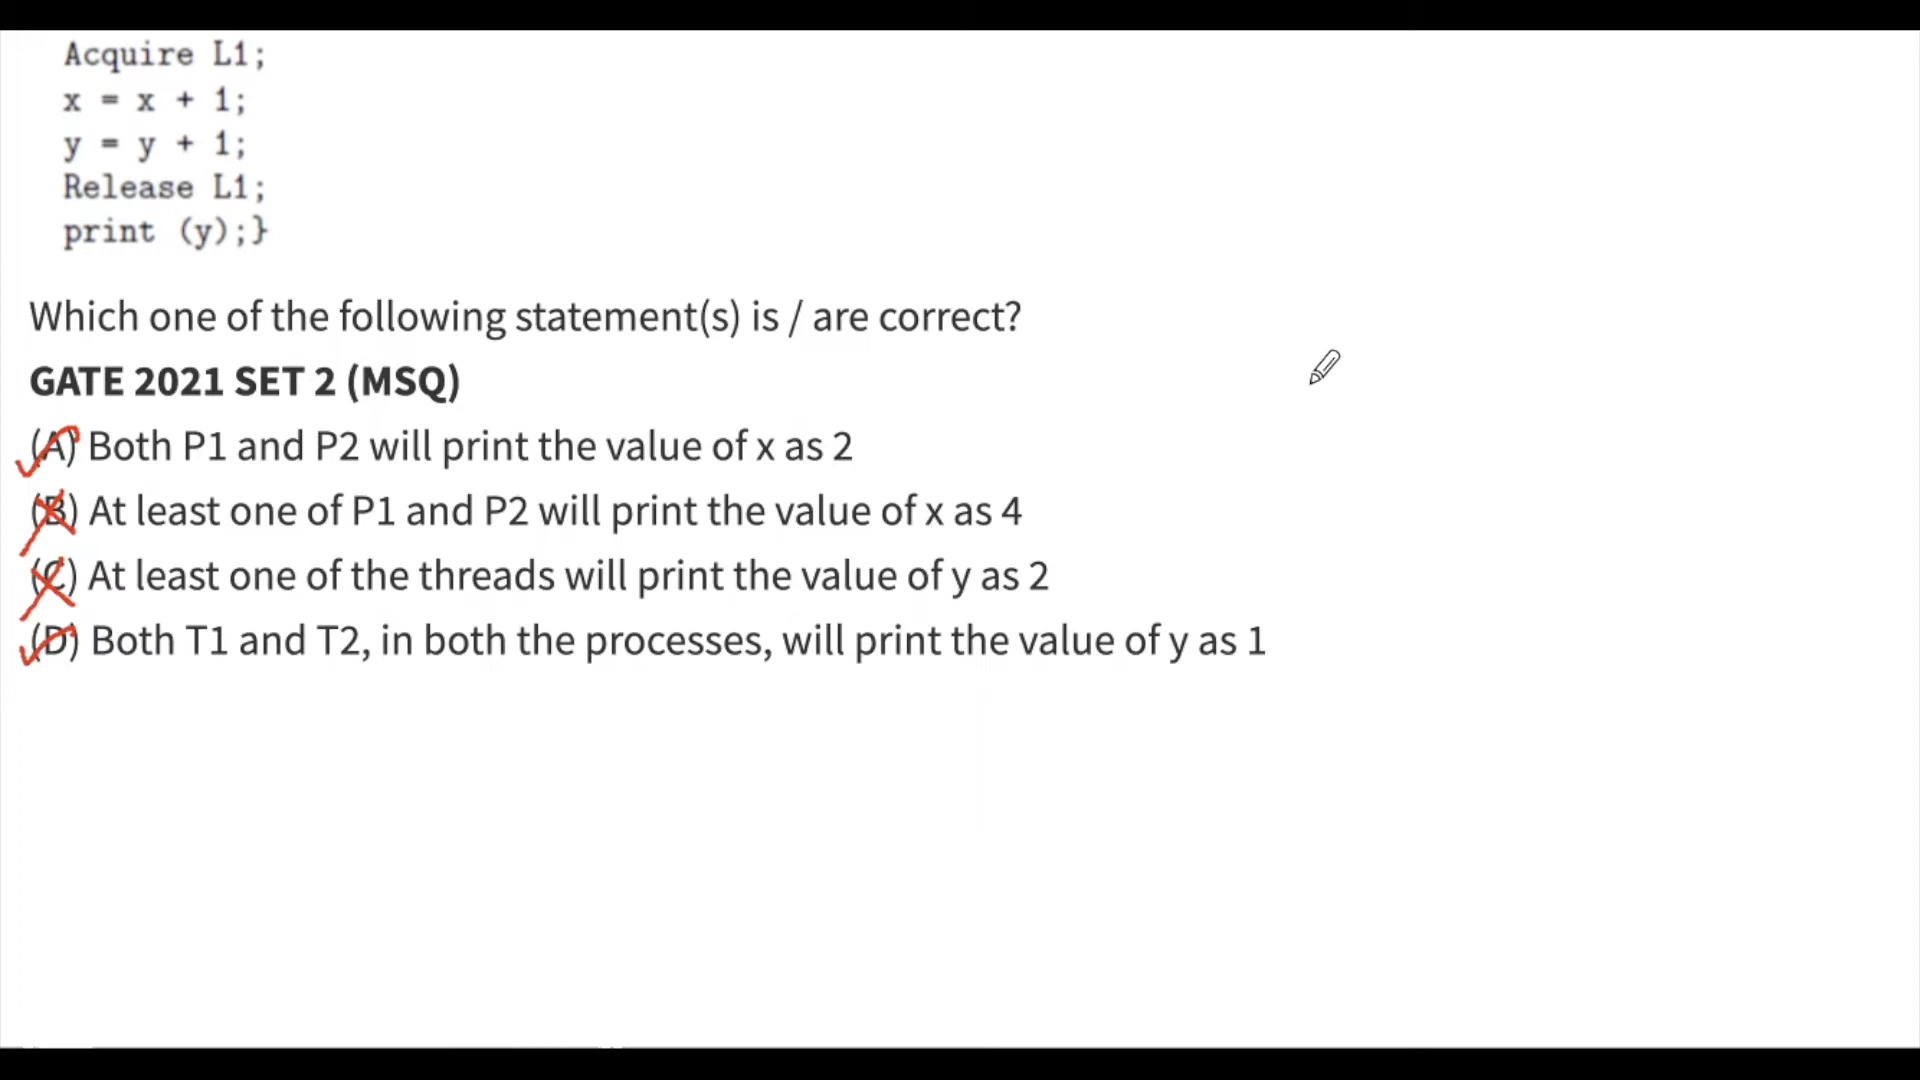 Acquire L1;
x = x + 1;
y = y + 1;
Release L1;
print (y);}
Which one of the following statement(s) is / are correct?
GATE 2021 SET 2 (MSQ)
(A) Both P1 and P2 will print the value of x as 2
(B) At least one of P1 and P2 will print the value of x as 4
(C) At least one of the threads will print the value of y as 2
(D) Both T1 and T2, in both the processes, will print the value of y as 1